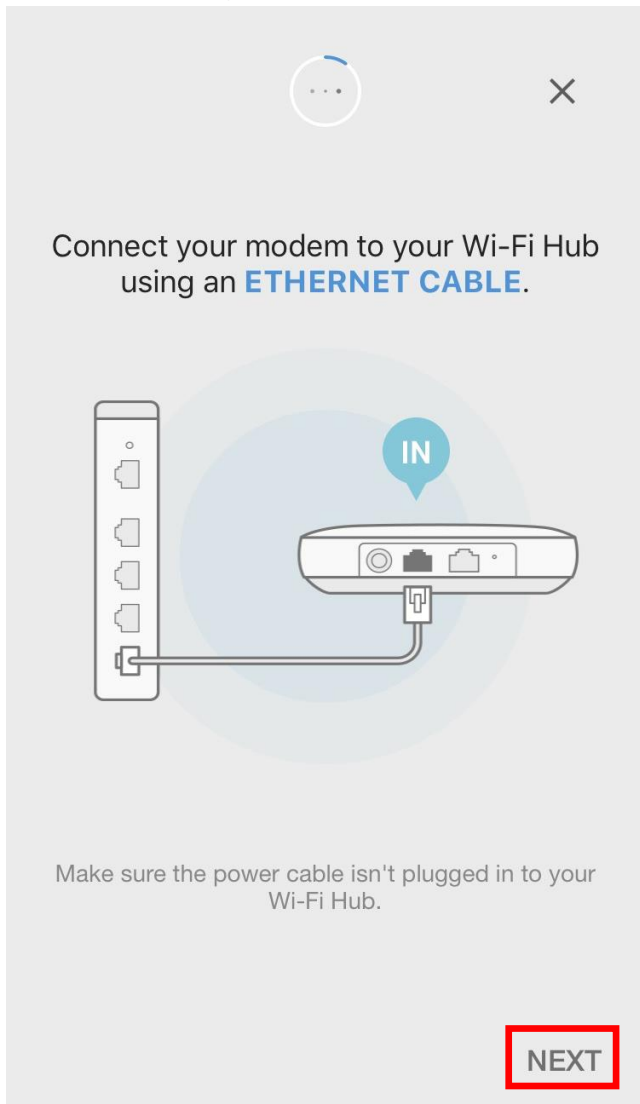 Connect your modem to your Wi-Fi Hub
using an ETHERNET CABLE.
IN
Make sure the power cable isn't plugged in to your
Wi-Fi Hub.
NEXT